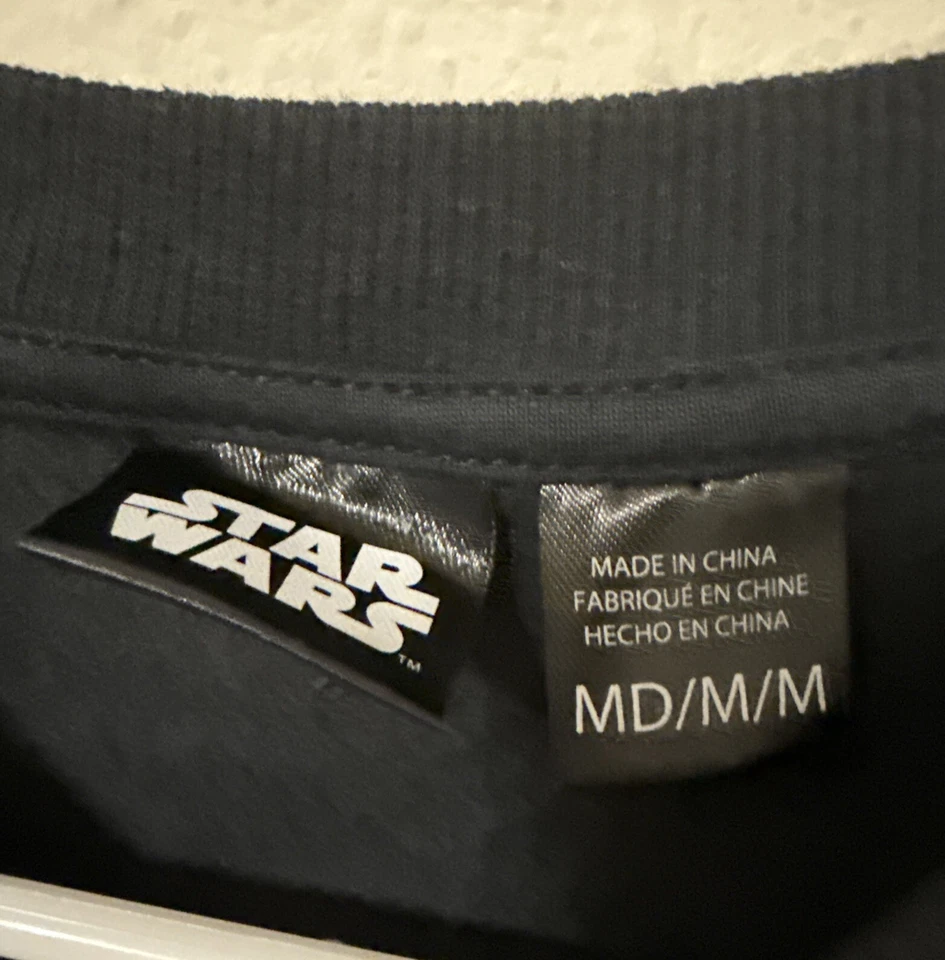 STAR
WARS
TM
MADE IN CHINA
FABRIQUÉ EN CHINE
HECHO EN CHINA
MD/M/M